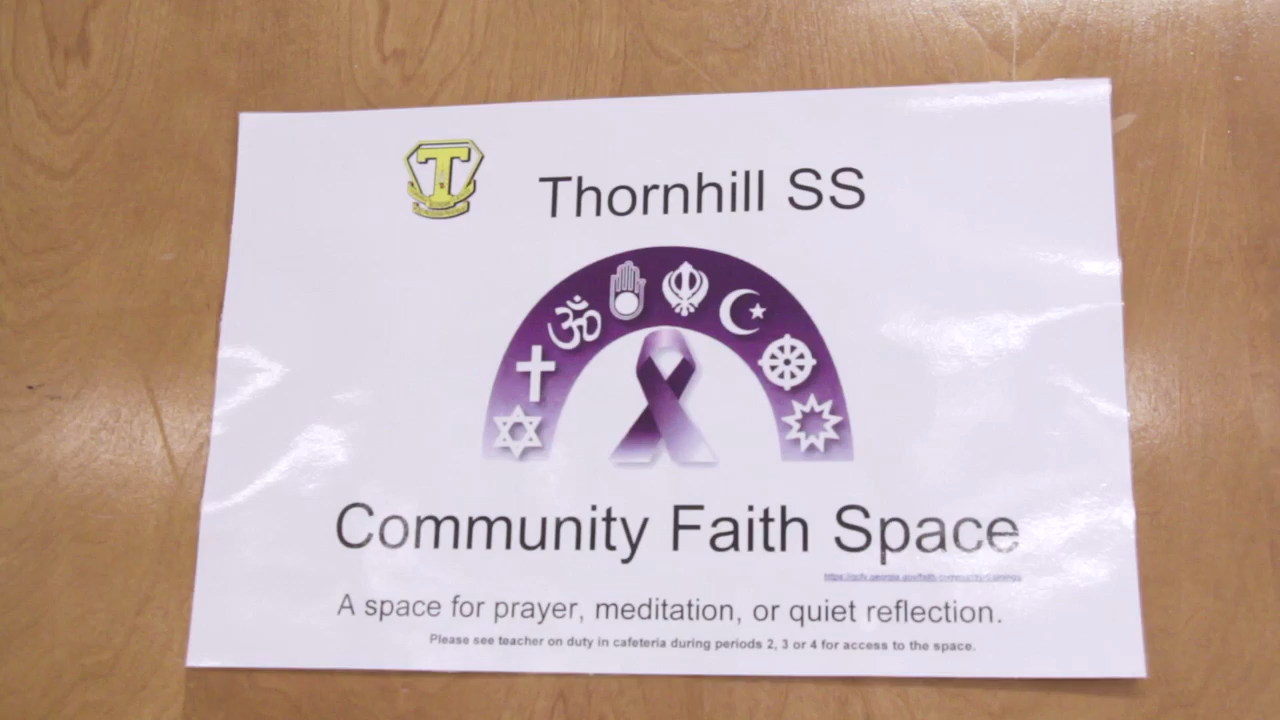 T
Thornhill SS
Community Faith Space
A space for prayer, meditation, or quiet reflection.
Please see teacher on duty in cafeteria during periods 2, 3 or 4 for access to the space.